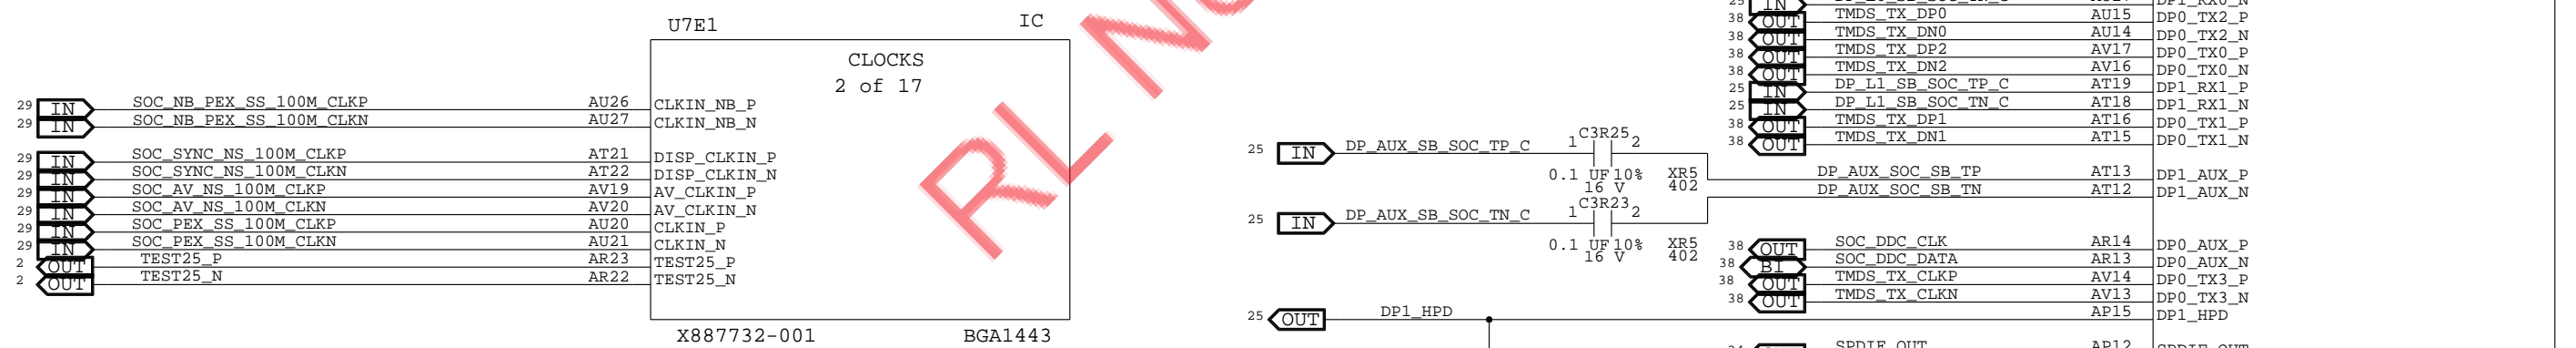 U7E1 IC
CLOCKS
2 of 17
29 IN SOC_NB_PEX_SS_100M_CLKP AU26 CLKIN_NB_P
29 IN SOC_NB_PEX_SS_100M_CLKN AU27 CLKIN_NB_N
29 IN SOC_SYNC_NS_100M_CLKP AT21 DISP_CLKIN_P
29 IN SOC_SYNC_NS_100M_CLKN AT22 DISP_CLKIN_N
29 IN SOC_AV_NS_100M_CLKP AV19 AV_CLKIN_P
29 IN SOC_AV_NS_100M_CLKN AV20 AV_CLKIN_N
29 IN SOC_PEX_SS_100M_CLKP AU20 CLKIN_P
29 IN SOC_PEX_SS_100M_CLKN AU21 CLKIN_N
2 OUT TEST25_P AR23 TEST25_P
2 OUT TEST25_N AR22 TEST25_N
X887732-001 BGA1443
RL
25 IN DP1_RX0_N
38 OUT TMDS_TX_DP0 AU15 DP0_TX2_P
38 OUT TMDS_TX_DN0 AU14 DP0_TX2_N
38 OUT TMDS_TX_DP2 AV17 DP0_TX0_P
38 OUT TMDS_TX_DN2 AV16 DP0_TX0_N
25 IN DP_L1_SB_SOC_TP_C AT19 DP1_RX1_P
25 IN DP_L1_SB_SOC_TN_C AT18 DP1_RX1_N
38 OUT TMDS_TX_DP1 AT16 DP0_TX1_P
38 OUT TMDS_TX_DN1 AT15 DP0_TX1_N
25 IN DP_AUX_SB_SOC_TP_C 1 C3R25 2
0.1 UF 10% XR5
16 V 402
DP_AUX_SOC_SB_TP AT13 DP1_AUX_P
DP_AUX_SOC_SB_TN AT12 DP1_AUX_N
25 IN DP_AUX_SB_SOC_TN_C 1 C3R23 2
0.1 UF 10% XR5
16 V 402
38 OUT SOC_DDC_CLK AR14 DP0_AUX_P
38 BI SOC_DDC_DATA AR13 DP0_AUX_N
38 OUT TMDS_TX_CLKP AV14 DP0_TX3_P
38 OUT TMDS_TX_CLKN AV13 DP0_TX3_N
25 OUT DP1_HPD AP15 DP1_HPD
SPDIF_OUT AP12 SPDIF_OUT